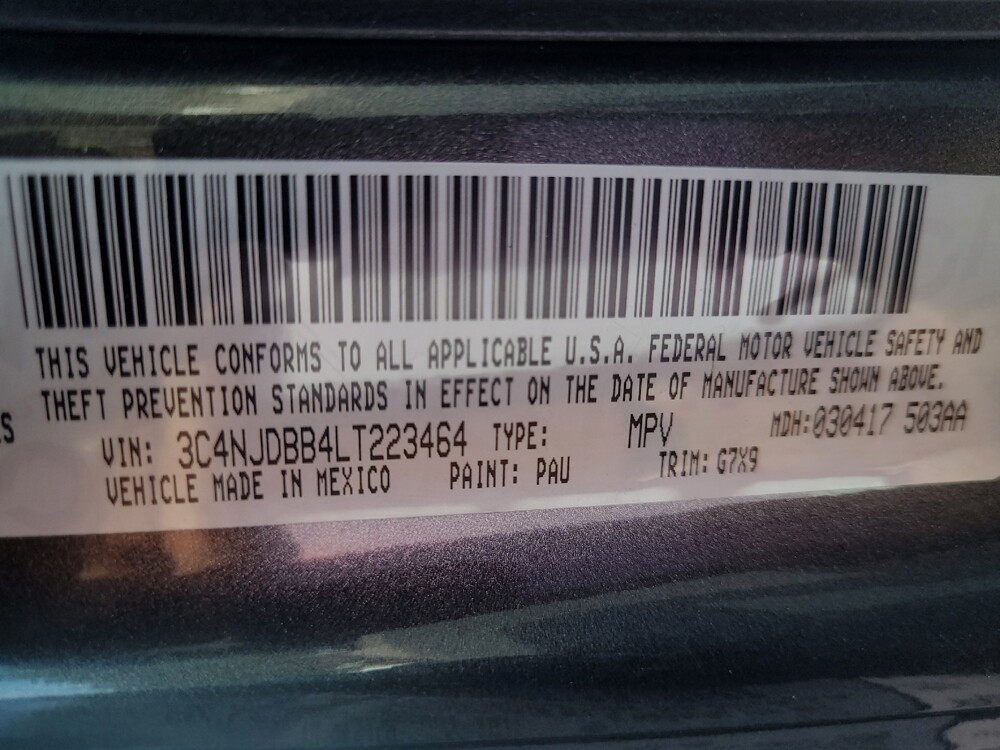 THIS VEHICLE CONFORMS TO ALL APPLICABLE U.S.A. FEDERAL MOTOR VEHICLE SAFETY AND
THEFT PREVENTION STANDARDS IN EFFECT ON THE DATE OF MANUFACTURE SHOWN ABOVE.
VIN: 3C4NJDBB4LT223464 TYPE: MPV MDH:030417 503AA
VEHICLE MADE IN MEXICO PAINT: PAU TRIM: G7X9